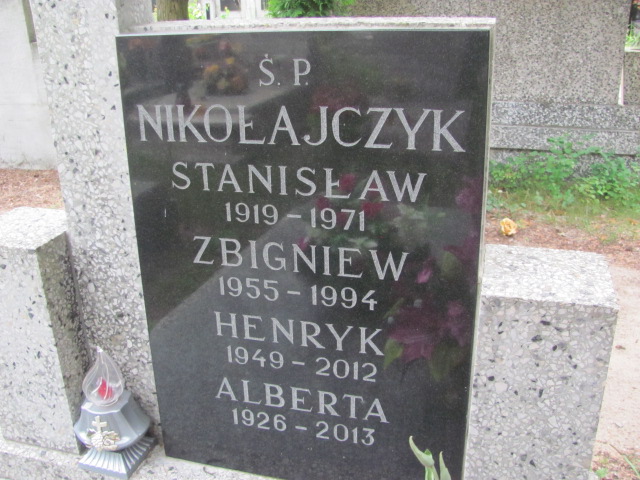 Ś. P.
NIKOŁAJCZYK
STANISŁAW
1919 – 1971
ZBIGNIEW
1955 – 1994
HENRYK
1949 – 2012
ALBERTA
1926 – 2013